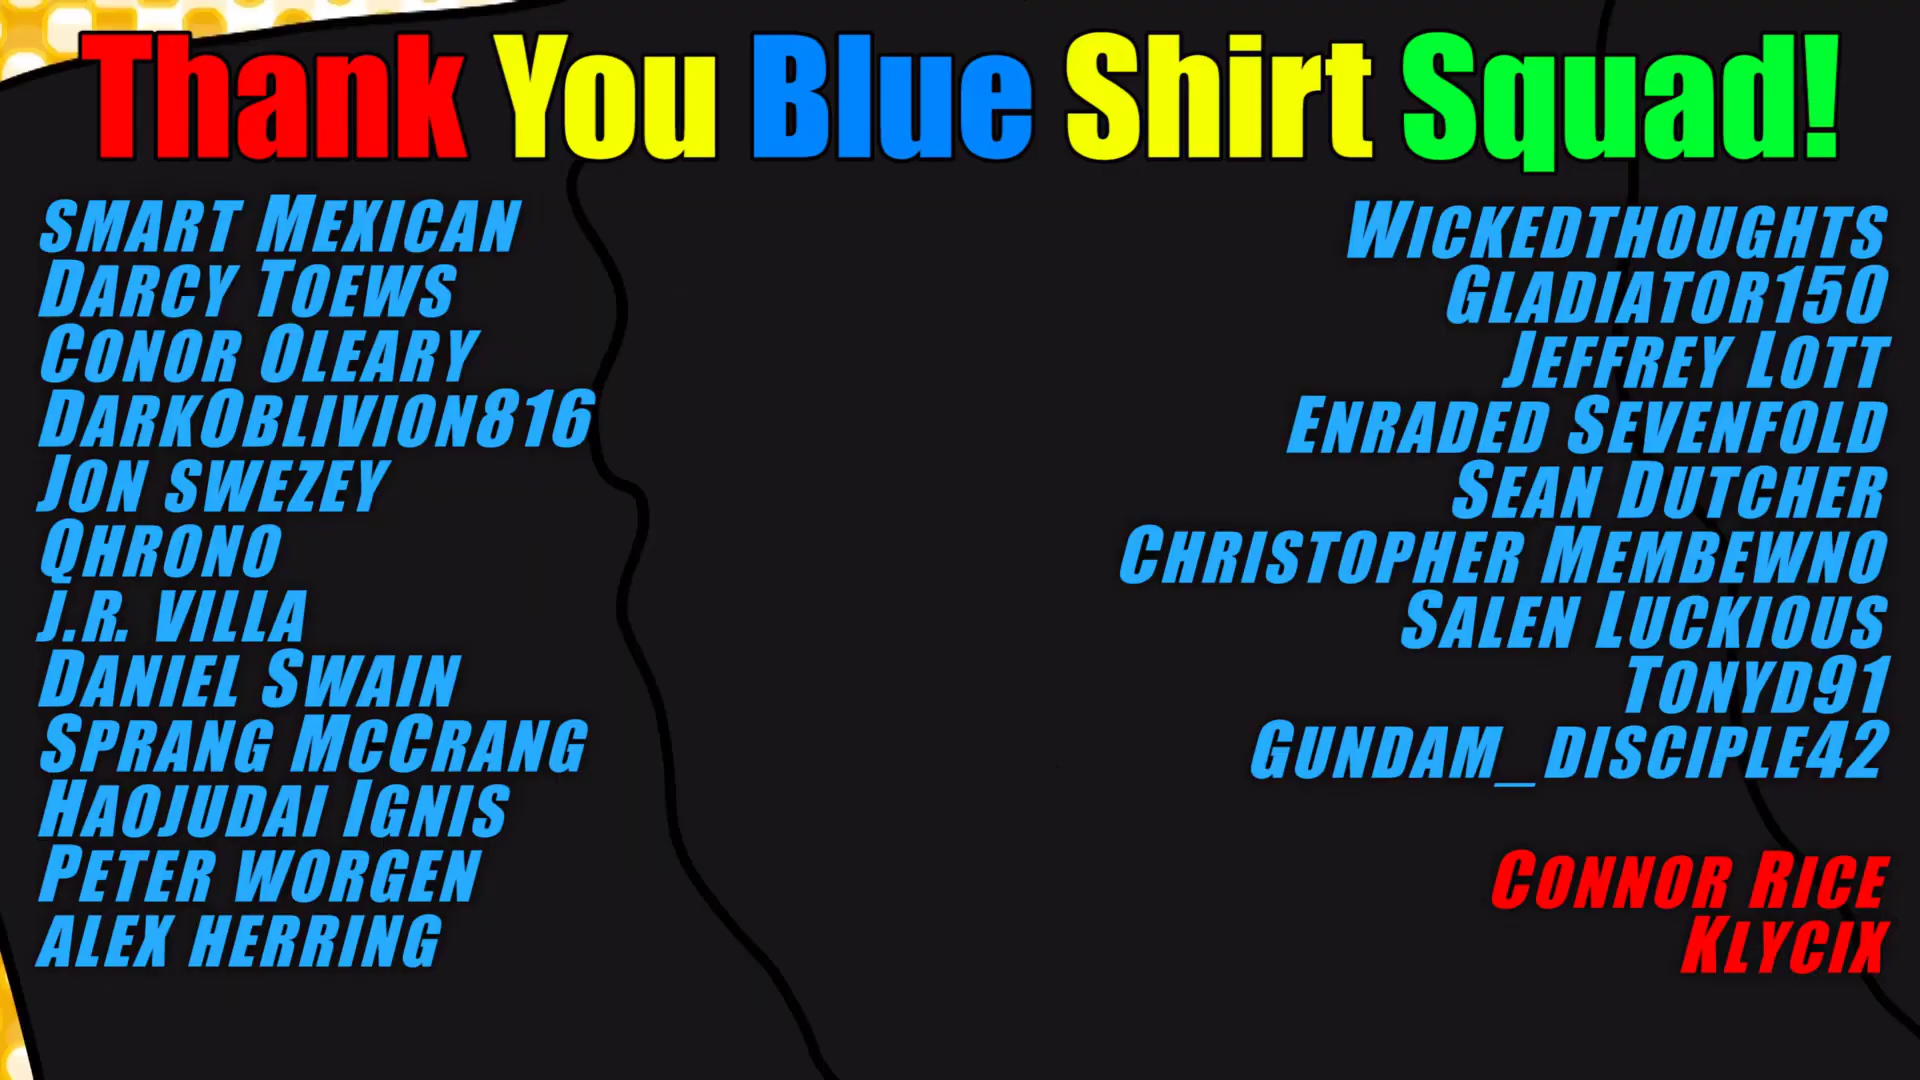 Thank You Blue Shirt Squad!
SMART MEXICAN
DARCY TOEWS
CONOR OLEARY
DARKOBLIVION816
JON SWEZEY
QHRONO
J.R. VILLA
DANIEL SWAIN
SPRANG MCCRANG
HAOJUDAI IGNIS
PETER WORGEN
ALEX HERRING
WICKEDTHOUGHTS
GLADIATOR150
JEFFREY LOTT
ENRADED SEVENFOLD
SEAN DUTCHER
CHRISTOPHER MEMBEWNO
SALEN LUCKIOUS
TONYD91
GUNDAM_DISCIPLE42
CONNOR RICE
KLYCIX